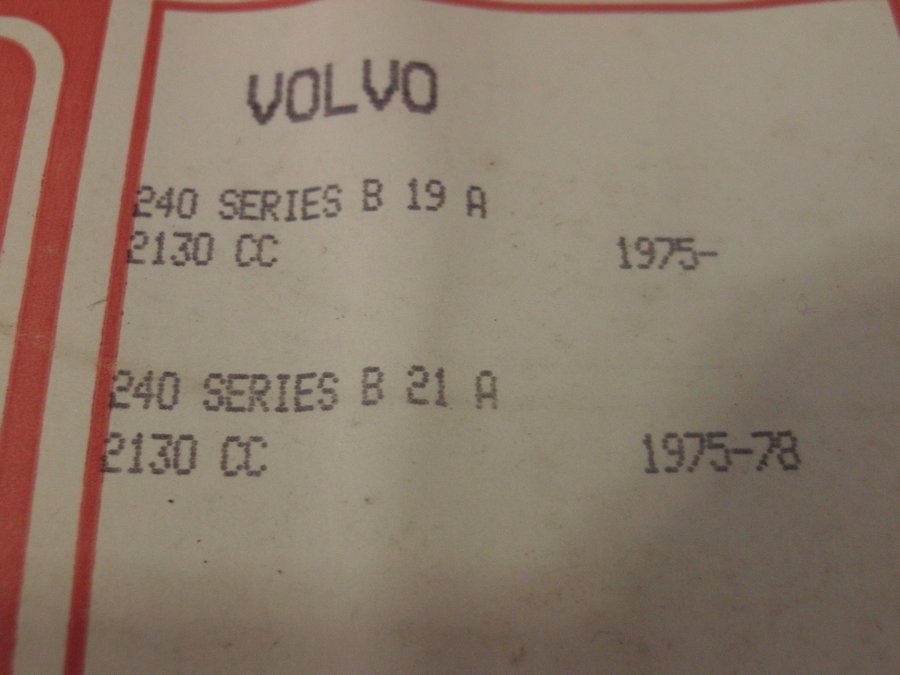 VOLVO
240 SERIES B 19 A
2130 CC 1975-
240 SERIES B 21 A
2130 CC 1975-78